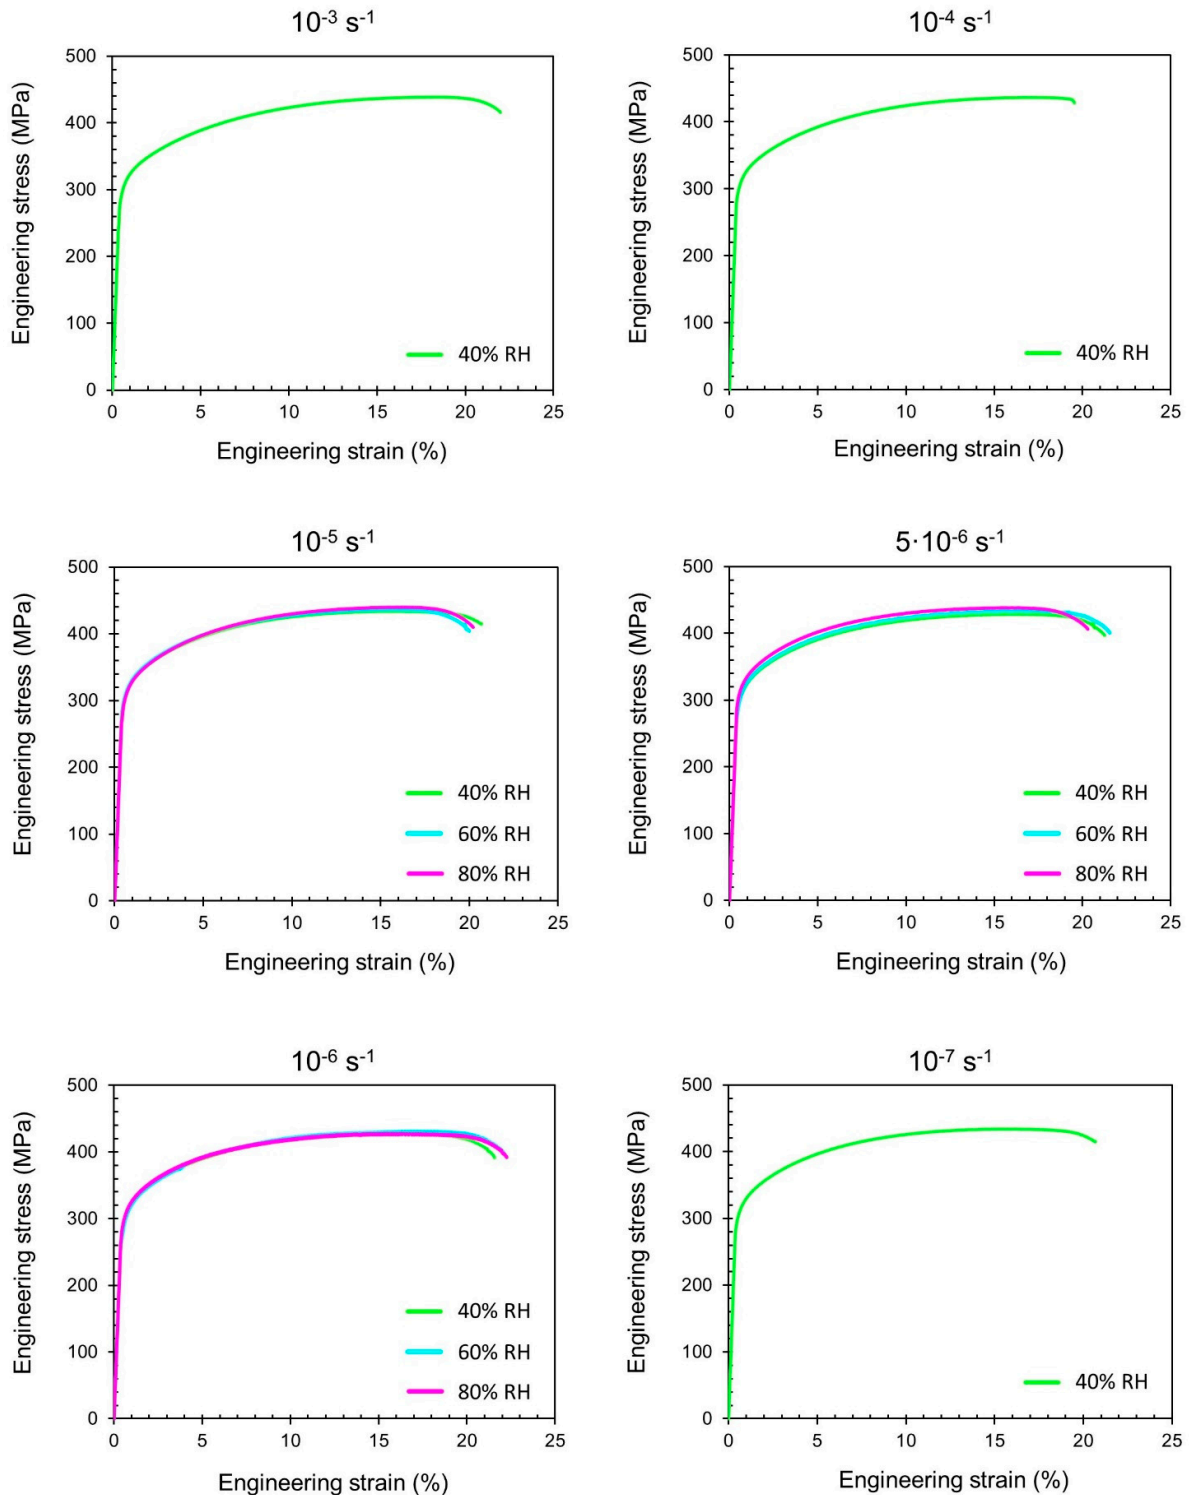 10⁻³ s⁻¹
500
400
300
200
100
0
Engineering stress (MPa)
40% RH
0 5 10 15 20 25
Engineering strain (%)
10⁻⁴ s⁻¹
500
400
300
200
100
0
Engineering stress (MPa)
40% RH
0 5 10 15 20 25
Engineering strain (%)
10⁻⁵ s⁻¹
500
400
300
200
100
0
Engineering stress (MPa)
40% RH
60% RH
80% RH
0 5 10 15 20 25
Engineering strain (%)
5·10⁻⁶ s⁻¹
500
400
300
200
100
0
Engineering stress (MPa)
40% RH
60% RH
80% RH
0 5 10 15 20 25
Engineering strain (%)
10⁻⁶ s⁻¹
500
400
300
200
100
0
Engineering stress (MPa)
40% RH
60% RH
80% RH
0 5 10 15 20 25
Engineering strain (%)
10⁻⁷ s⁻¹
500
400
300
200
100
0
Engineering stress (MPa)
40% RH
0 5 10 15 20 25
Engineering strain (%)